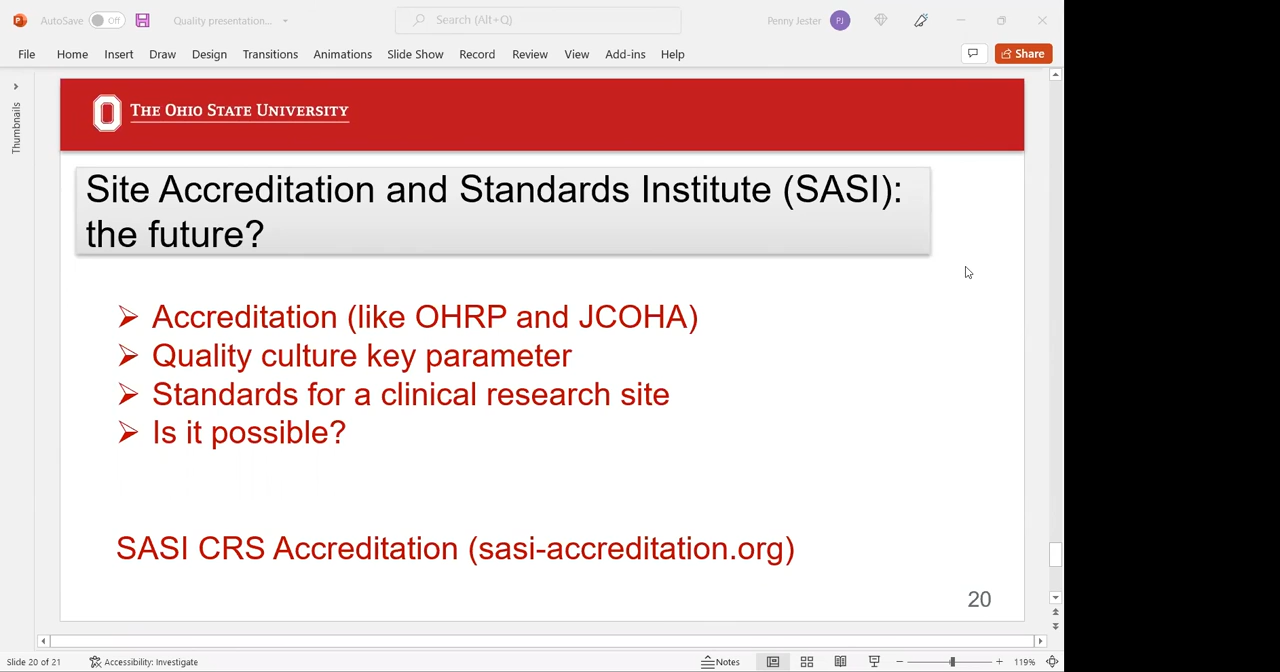 AutoSave Off Quality presentation... Search (Alt+Q) Penny Jester PJ
File Home Insert Draw Design Transitions Animations Slide Show Record Review View Add-ins Help Share
Thumbnails
THE OHIO STATE UNIVERSITY
Site Accreditation and Standards Institute (SASI):
the future?
Accreditation (like OHRP and JCOHA)
Quality culture key parameter
Standards for a clinical research site
Is it possible?
SASI CRS Accreditation (sasi-accreditation.org)
20
Slide 20 of 21 Accessibility: Investigate Notes 119%